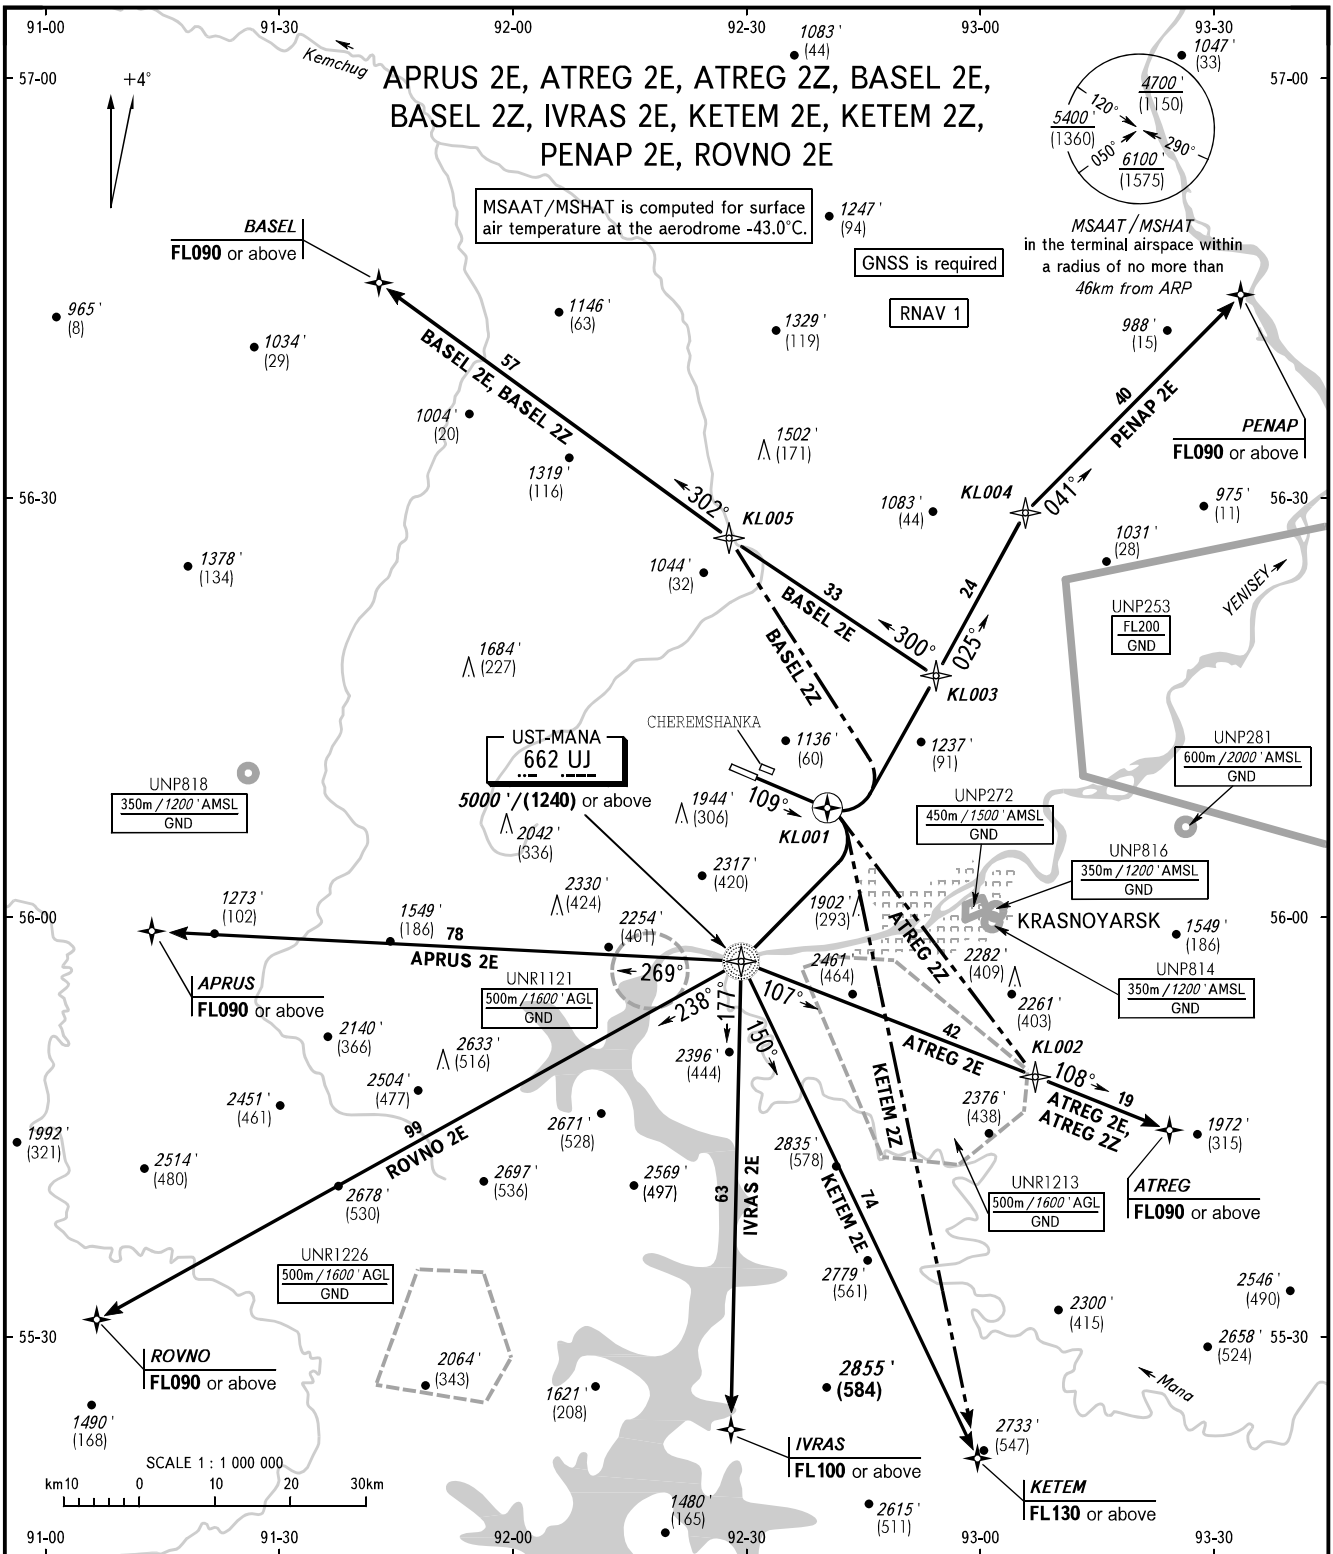 91-00
91-30
92-00
92-30
93-00
93-30
57-00
57-00
+4°
Kemchug
1083'
(44)
1047'
(33)
APRUS 2E, ATREG 2E, ATREG 2Z, BASEL 2E,
BASEL 2Z, IVRAS 2E, KETEM 2E, KETEM 2Z,
PENAP 2E, ROVNO 2E
4700'
(1150)
120°
5400'
(1360)
050°
290°
6100'
(1575)
MSAAT/MSHAT is computed for surface
air temperature at the aerodrome -43.0°C.
1247'
(94)
MSAAT/MSHAT
in the terminal airspace within
a radius of no more than
46km from ARP
BASEL
FL090 or above
GNSS is required
RNAV 1
965'
(8)
1034'
(29)
1146'
(63)
1329'
(119)
988'
(15)
57
BASEL 2E, BASEL 2Z
40
PENAP 2E
1004'
(20)
1319'
(116)
1502'
(171)
PENAP
FL090 or above
56-30
56-30
302°
KL005
KL004
041°
1083'
(44)
975'
(11)
1031'
(28)
1378'
(134)
1044'
(32)
33
BASEL 2E
24
YENISEY
UNP253
FL200
GND
BASEL 2Z
300°
025°
KL003
1684'
(227)
CHEREMSHANKA
1136'
(60)
1237'
(91)
UST-MANA
662 UJ
5000'/(1240) or above
UNP281
600m/2000' AMSL
GND
UNP818
350m/1200' AMSL
GND
109°
KL001
1944'
(306)
2042'
(336)
UNP272
450m/1500' AMSL
GND
UNP816
350m/1200' AMSL
GND
2317'
(420)
2330'
(424)
1902'
(293)
1273'
(102)
1549'
(186)
2254'
(401)
56-00
56-00
KRASNOYARSK
1549'
(186)
78
APRUS 2E
ATREG 2Z
APRUS
FL090 or above
UNR1121
500m/1600' AGL
GND
269°
238°
177°
107°
150°
2461'
(464)
2282'
(409)
2261'
(403)
UNP814
350m/1200' AMSL
GND
2140'
(366)
2633'
(516)
2504'
(477)
2396'
(444)
42
ATREG 2E
KL002
108°
19
ATREG 2E,
ATREG 2Z
KETEM 2Z
2451'
(461)
2671'
(528)
2376'
(438)
1992'
(321)
1972'
(315)
2514'
(480)
99
ROVNO 2E
2678'
(530)
2697'
(536)
2569'
(497)
63
IVRAS 2E
2835'
(578)
KETEM 2E
74
UNR1213
500m/1600' AGL
GND
ATREG
FL090 or above
UNR1226
500m/1600' AGL
GND
2779'
(561)
2546'
(490)
2300'
(415)
2658'
(524)
55-30
55-30
ROVNO
FL090 or above
2064'
(343)
1621'
(208)
2855'
(584)
Mana
1490'
(168)
2733'
(547)
SCALE 1 : 1 000 000
km10
0
10
20
30km
IVRAS
FL100 or above
KETEM
FL130 or above
1480'
(165)
2615'
(511)
91-00
91-30
92-00
92-30
93-00
93-30